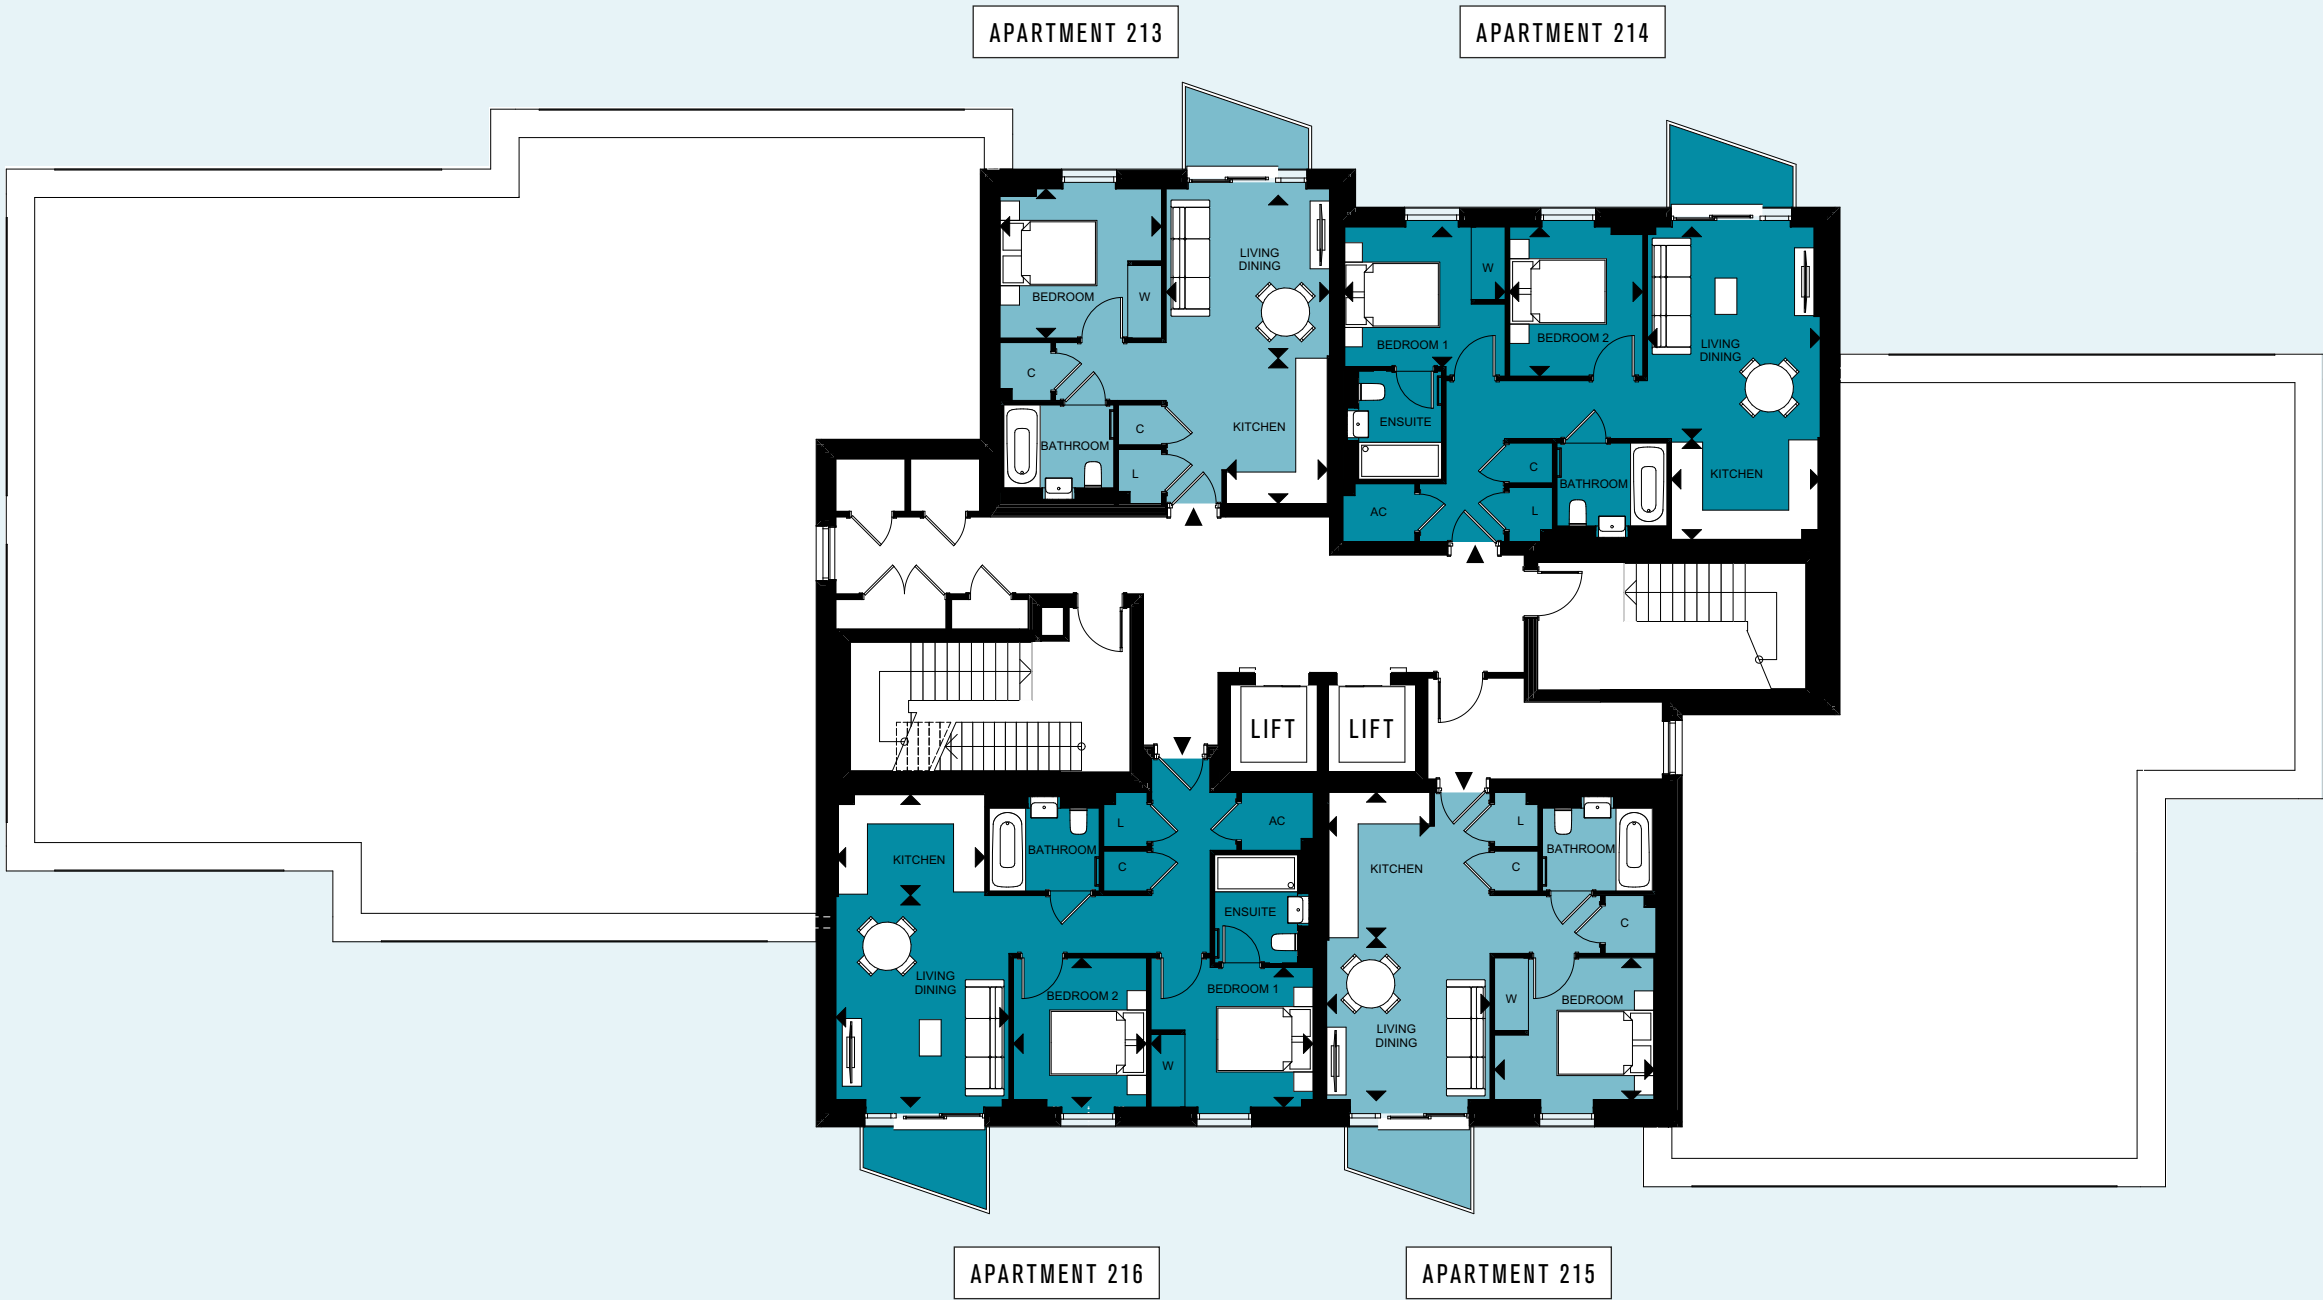 APARTMENT 213
APARTMENT 214
LIVING
DINING
BEDROOM
W
C
BATHROOM
C
L
KITCHEN
W
BEDROOM 1
BEDROOM 2
LIVING
DINING
ENSUITE
C
BATHROOM
KITCHEN
AC
L
LIFT
LIFT
KITCHEN
BATHROOM
L
C
AC
ENSUITE
LIVING
DINING
BEDROOM 2
BEDROOM 1
W
KITCHEN
L
C
BATHROOM
C
W
BEDROOM
LIVING
DINING
APARTMENT 216
APARTMENT 215